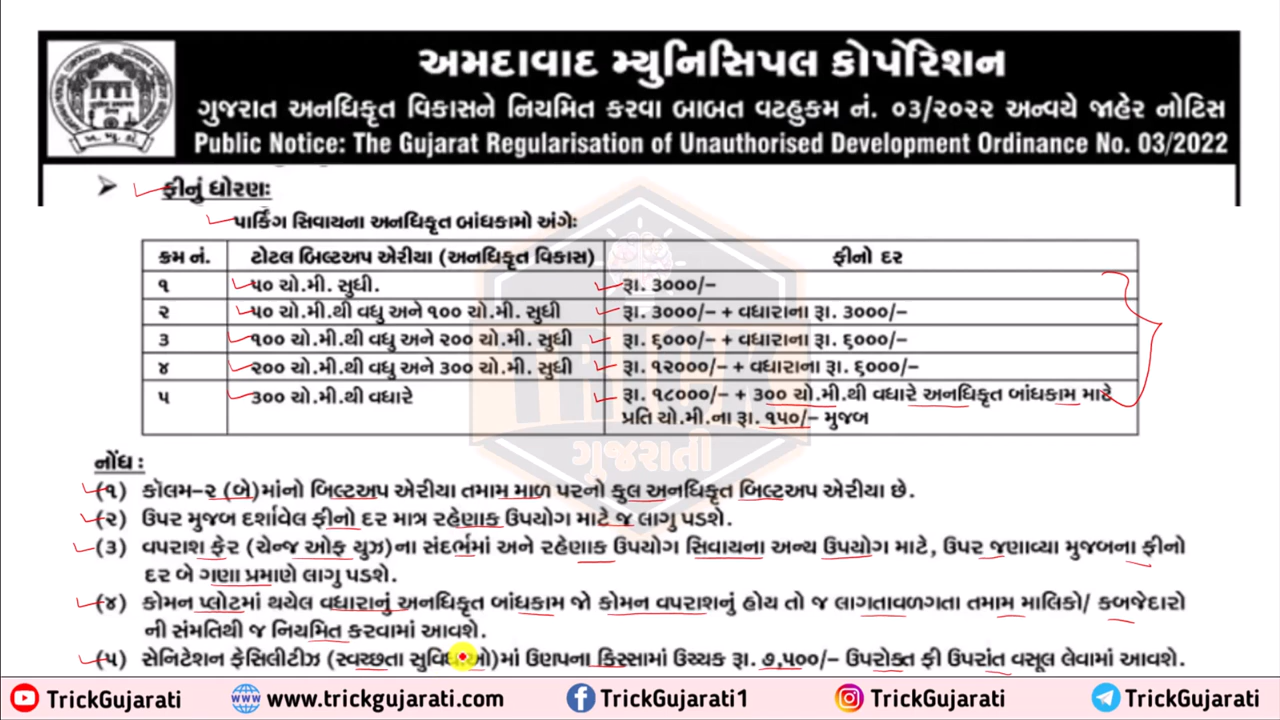 અમદાવાદ મ્યુનિસિપલ કોર્પોરેશન
ગુજરાત અનધિકૃત વિકાસને નિયમિત કરવા બાબત વટહુકમ નં. ૦૩/૨૦૨૨ અન્વયે જાહેર નોટિસ
Public Notice: The Gujarat Regularisation of Unauthorised Development Ordinance No. 03/2022
અ. મ્યુ. કો.
➤ ફીનું ધોરણઃ
પાર્કિંગ સિવાયના અનધિકૃત બાંધકામો અંગેઃ
ક્રમ નં. ટોટલ બિલ્ટઅપ એરીયા (અનધિકૃત વિકાસ) ફીનો દર
૧ ૫૦ ચો.મી. સુધી. રૂા. ૩૦૦૦/–
૨ ૫૦ ચો.મી.થી વધુ અને ૧૦૦ ચો.મી. સુધી રૂા. ૩૦૦૦/– + વધારાના રૂા. ૩૦૦૦/–
૩ ૧૦૦ ચો.મી.થી વધુ અને ૨૦૦ ચો.મી. સુધી રૂા. ૬૦૦૦/– + વધારાના રૂા. ૬૦૦૦/–
૪ ૨૦૦ ચો.મી.થી વધુ અને ૩૦૦ ચો.મી. સુધી રૂા. ૧૨૦૦૦/– + વધારાના રૂા. ૬૦૦૦/–
૫ ૩૦૦ ચો.મી.થી વધારે રૂા. ૧૮૦૦૦/– + ૩૦૦ ચો.મી.થી વધારે અનધિકૃત બાંધકામ માટે
પ્રતિ ચો.મી.ના રૂા. ૧૫૦/– મુજબ
TRICK
ગુજરાતી
નોંધ :
(૧) કૉલમ–૨ (બે)માંનો બિલ્ટઅપ એરીયા તમામ માળ પરનો કુલ અનધિકૃત બિલ્ટઅપ એરીયા છે.
(૨) ઉપર મુજબ દર્શાવેલ ફીનો દર માત્ર રહેણાક ઉપયોગ માટે જ લાગુ પડશે.
(૩) વપરાશ ફેર (ચેન્જ ઓફ યુઝ)ના સંદર્ભમાં અને રહેણાક ઉપયોગ સિવાયના અન્ય ઉપયોગ માટે, ઉપર જણાવ્યા મુજબના ફીનો
દર બે ગણા પ્રમાણે લાગુ પડશે.
(૪) કોમન પ્લોટમાં થયેલ વધારાનું અનધિકૃત બાંધકામ જો કોમન વપરાશનું હોય તો જ લાગતાવળગતા તમામ માલિકો/ કબજેદારો
ની સંમતિથી જ નિયમિત કરવામાં આવશે.
(૫) સેનિટેશન ફેસિલીટીઝ (સ્વચ્છતા સુવિધાઓ)માં ઉણપના કિસ્સામાં ઉચ્ચક રૂા. ૭,૫૦૦/– ઉપરોક્ત ફી ઉપરાંત વસૂલ લેવામાં આવશે.
TrickGujarati www.trickgujarati.com TrickGujarati1 TrickGujarati TrickGujarati